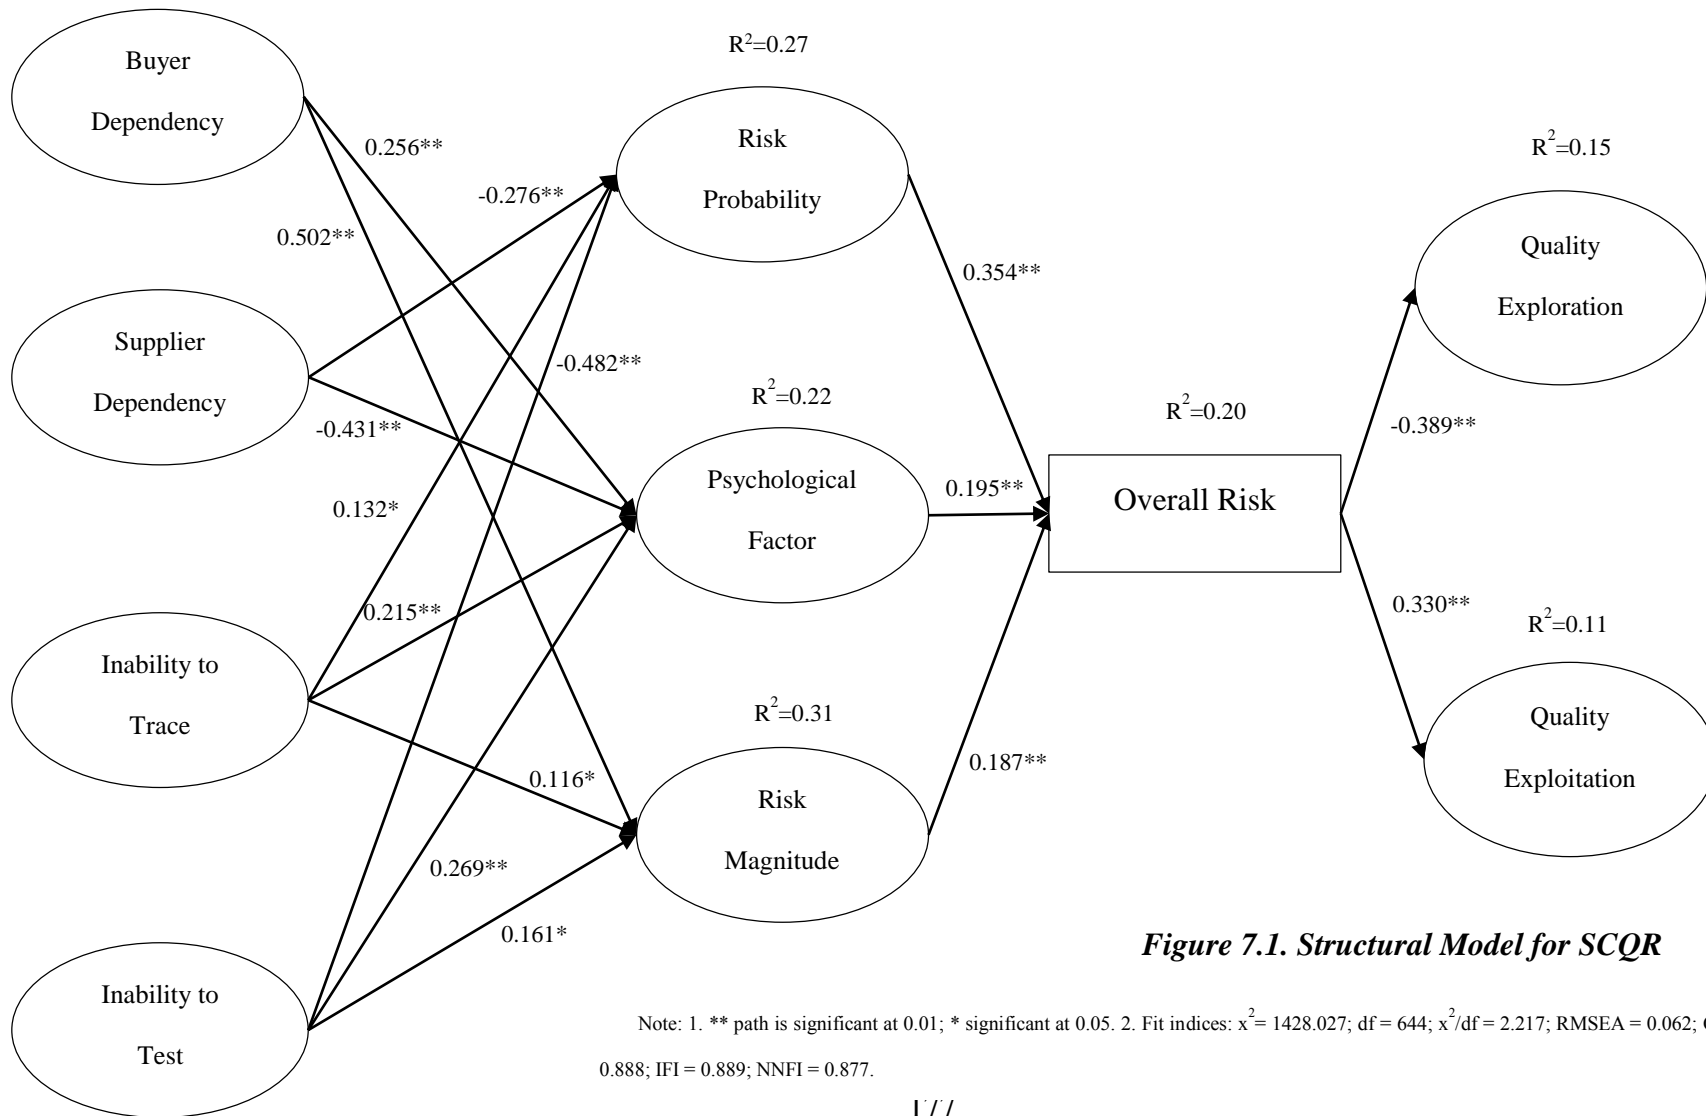 Buyer
Dependency
Supplier
Dependency
Inability to
Trace
Inability to
Test
0.256**
0.502**
-0.276**
-0.482**
-0.431**
0.132*
0.215**
0.116*
0.269**
0.161*
R²=0.27
Risk
Probability
R²=0.22
Psychological
Factor
R²=0.31
Risk
Magnitude
0.354**
0.195**
0.187**
R²=0.20
Overall Risk
-0.389**
0.330**
R²=0.15
Quality
Exploration
R²=0.11
Quality
Exploitation
Figure 7.1. Structural Model for SCQR
Note: 1. ** path is significant at 0.01; * significant at 0.05. 2. Fit indices: x²= 1428.027; df = 644; x²/df = 2.217; RMSEA = 0.062;
0.888; IFI = 0.889; NNFI = 0.877.